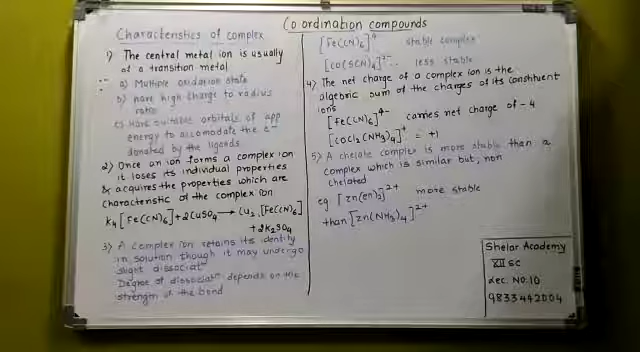 Co ordination compounds
Characterstics of complex
1) The central metal ion is usually
of a transition metal
∵ a) Multiple oxidation state
b) have high charge to radius
ratio
c) Have suitable orbitals of app
energy to accomodate the e⁻
donated by the ligands
2) Once an ion forms a complex ion
it loses its individual properties
& acquires the properties which are
characteristic of the complex ion
K₄[Fe(CN)₆]+2CuSO₄ → Cu₂[Fe(CN)₆]
+2K₂SO₄
3) A complex ion retains its identity
in solution though it may undergo
slight dissociatⁿ
Degree of dissociatⁿ depends on the
strength of the bond
[Fe(CN)₆]⁴⁻ stable complex
[CO(SCN)₄]²⁻ less stable
4) The net charge of a complex ion is the
algebric sum of the charges of its constituent
ions
[Fe(CN)₆]⁴⁻ carries net charge of -4
[COCl₂(NH₃)₄]⁺ = +1
5) A chelate complex is more stable than a
complex which is similar but, non
chelated
eg [Zn(en)₂]²⁺ more stable
than [Zn(NH₃)₄]²⁺
Shelar Academy
XII SC
Lec. NO. 10
9833442004